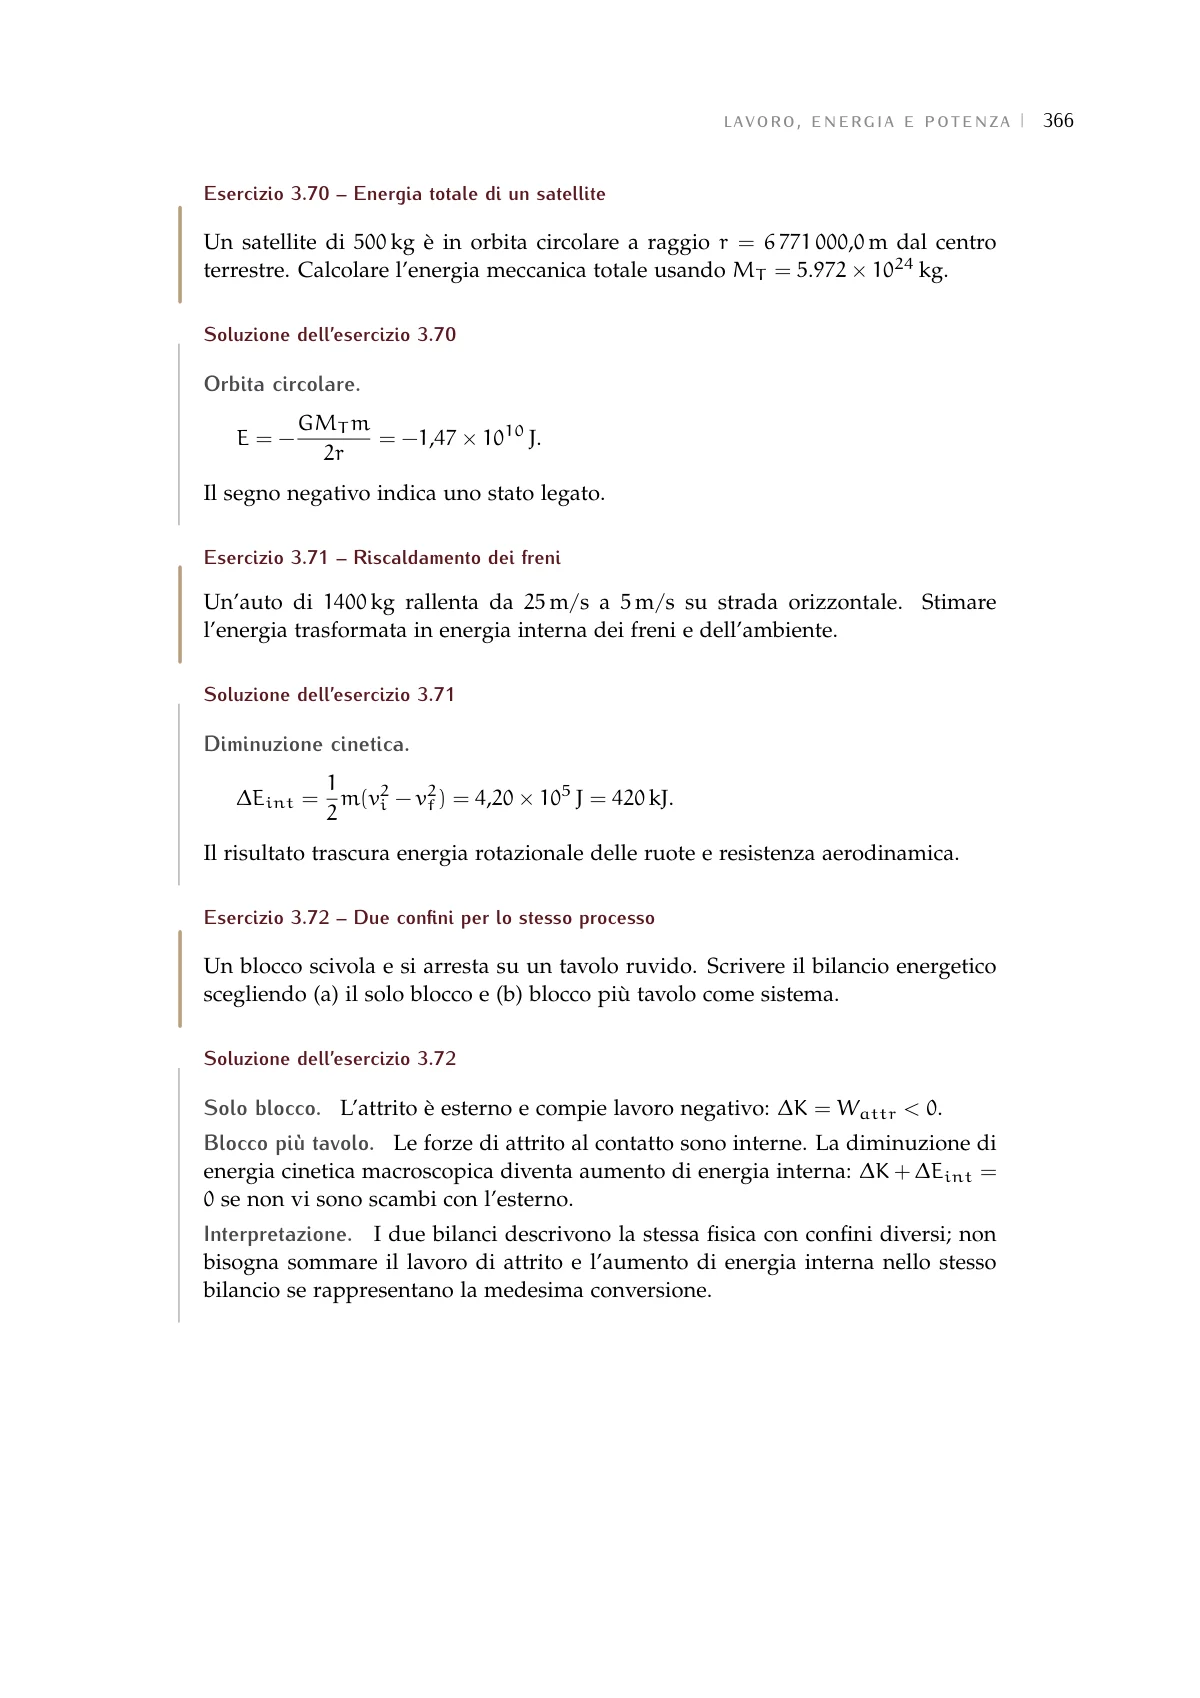 LAVORO, ENERGIA E POTENZA | 366
Esercizio 3.70 – Energia totale di un satellite
Un satellite di 500 kg è in orbita circolare a raggio r = 6 771 000,0 m dal centro
terrestre. Calcolare l'energia meccanica totale usando M_T = 5.972 × 10^24 kg.
Soluzione dell'esercizio 3.70
Orbita circolare.
E = −GM_Tm/2r = −1,47 × 10^10 J.
Il segno negativo indica uno stato legato.
Esercizio 3.71 – Riscaldamento dei freni
Un'auto di 1400 kg rallenta da 25 m/s a 5 m/s su strada orizzontale. Stimare
l'energia trasformata in energia interna dei freni e dell'ambiente.
Soluzione dell'esercizio 3.71
Diminuzione cinetica.
ΔE_int = 1/2 m(v_i^2 − v_f^2) = 4,20 × 10^5 J = 420 kJ.
Il risultato trascura energia rotazionale delle ruote e resistenza aerodinamica.
Esercizio 3.72 – Due confini per lo stesso processo
Un blocco scivola e si arresta su un tavolo ruvido. Scrivere il bilancio energetico
scegliendo (a) il solo blocco e (b) blocco più tavolo come sistema.
Soluzione dell'esercizio 3.72
Solo blocco. L'attrito è esterno e compie lavoro negativo: ΔK = W_attr < 0.
Blocco più tavolo. Le forze di attrito al contatto sono interne. La diminuzione di
energia cinetica macroscopica diventa aumento di energia interna: ΔK + ΔE_int =
0 se non vi sono scambi con l'esterno.
Interpretazione. I due bilanci descrivono la stessa fisica con confini diversi; non
bisogna sommare il lavoro di attrito e l'aumento di energia interna nello stesso
bilancio se rappresentano la medesima conversione.